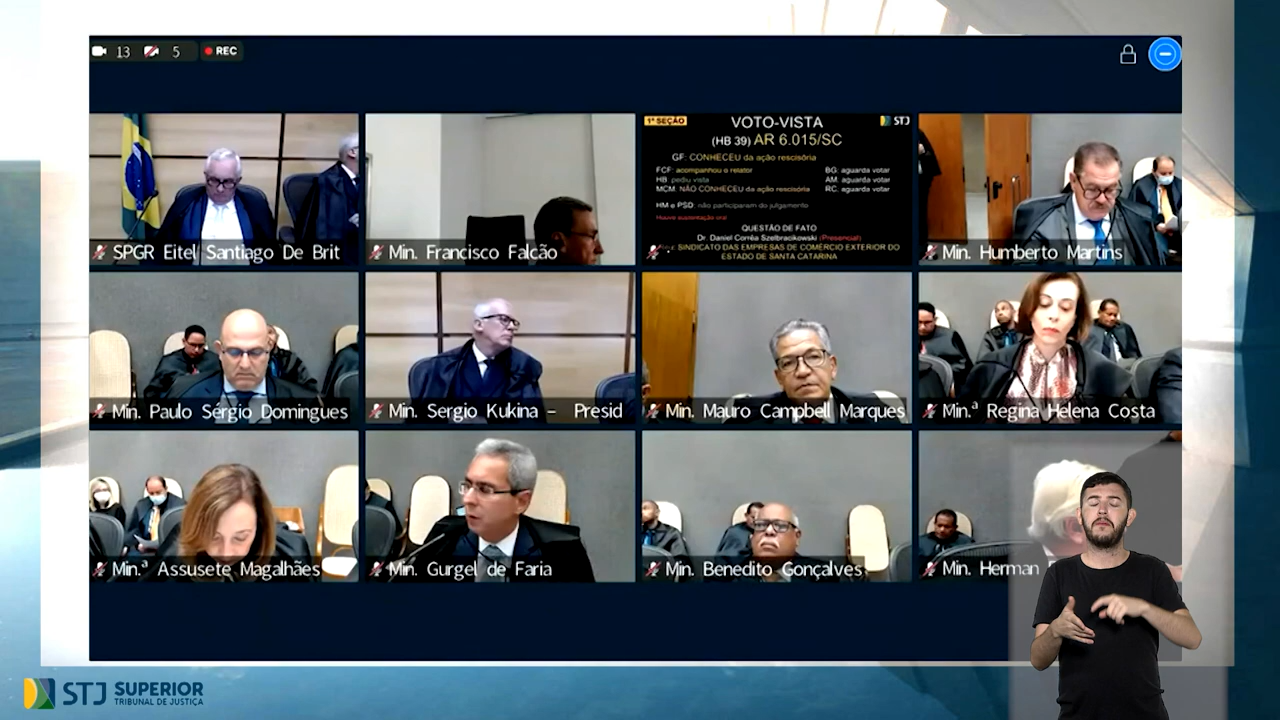 13 5 REC
1ª SEÇÃO VOTO-VISTA STJ
(HB 39) AR 6.015/SC
GF: CONHECEU da ação rescisória
FCF: acompanhou o relator BG: aguarda votar
HB: pediu vista AM: aguarda votar
MCM: NÃO CONHECEU da ação rescisória RC: aguarda votar
HM e PSD: não participaram do julgamento
Houve sustentação oral
QUESTÃO DE FATO
Dr. Daniel Corrêa Szelbracikowski (Presencial)
SINDICATO DAS EMPRESAS DE COMÉRCIO EXTERIOR DO
ESTADO DE SANTA CATARINA
SPGR Eitel Santiago De Brit
Min. Francisco Falcão
Min. Humberto Martins
Min. Paulo Sérgio Domingues
Min. Sergio Kukina - Presid
Min. Mauro Campbell Marques
Min.ª Regina Helena Costa
Min.ª Assusete Magalhães
Min. Gurgel de Faria
Min. Benedito Gonçalves
Min. Herman
STJ SUPERIOR
TRIBUNAL DE JUSTIÇA